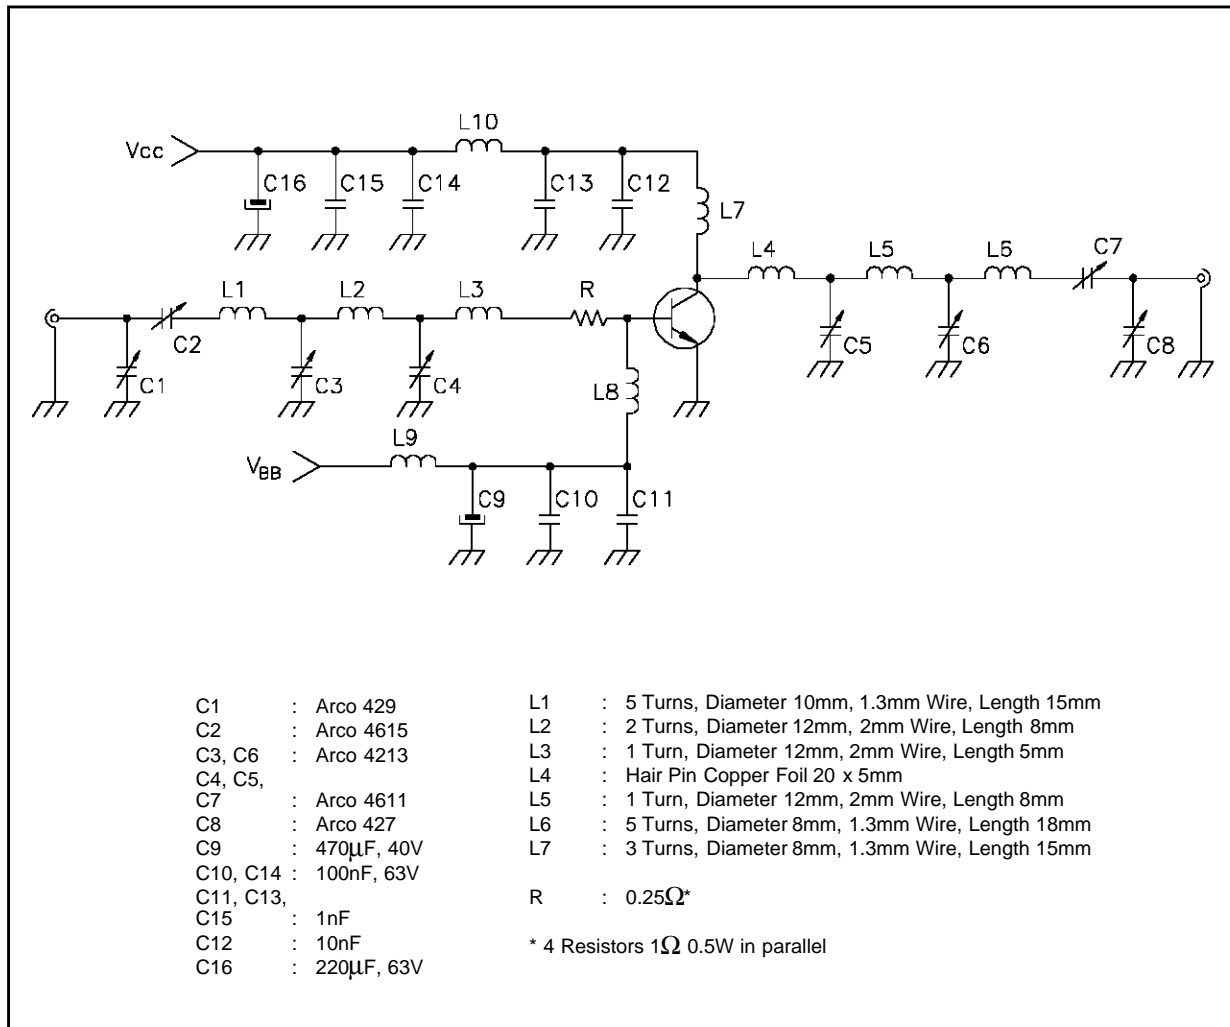 L10
Vcc
C16
C15
C14
C13
C12
L7
L4
L5
L6
C7
L1
L2
L3
R
C2
C1
C3
C4
C5
C6
C8
L8
L9
VBB
C9
C10
C11
C1 : Arco 429
C2 : Arco 4615
C3, C6 : Arco 4213
C4, C5,
C7 : Arco 4611
C8 : Arco 427
C9 : 470µF, 40V
C10, C14 : 100nF, 63V
C11, C13,
C15 : 1nF
C12 : 10nF
C16 : 220µF, 63V
L1 : 5 Turns, Diameter 10mm, 1.3mm Wire, Length 15mm
L2 : 2 Turns, Diameter 12mm, 2mm Wire, Length 8mm
L3 : 1 Turn, Diameter 12mm, 2mm Wire, Length 5mm
L4 : Hair Pin Copper Foil 20 x 5mm
L5 : 1 Turn, Diameter 12mm, 2mm Wire, Length 8mm
L6 : 5 Turns, Diameter 8mm, 1.3mm Wire, Length 18mm
L7 : 3 Turns, Diameter 8mm, 1.3mm Wire, Length 15mm
R : 0.25Ω*
* 4 Resistors 1Ω 0.5W in parallel